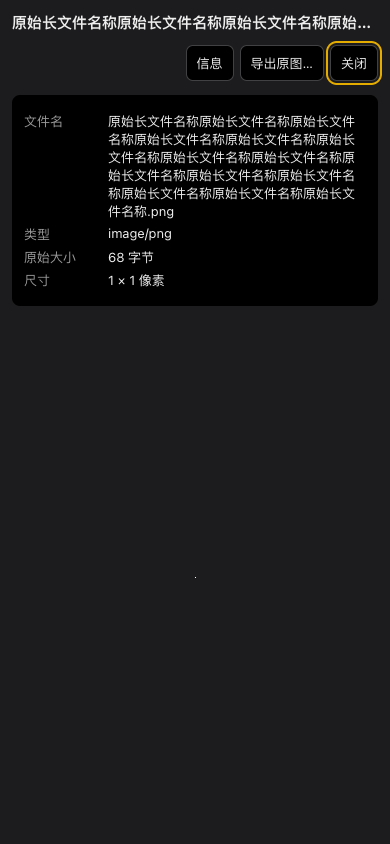 原始长文件名称原始长文件名称原始长文件名称原始...
信息
导出原图...
关闭
文件名
原始长文件名称原始长文件名称原始长文件
名称原始长文件名称原始长文件名称原始长
文件名称原始长文件名称原始长文件名称原
始长文件名称原始长文件名称原始长文件名
称原始长文件名称原始长文件名称原始长文
件名称.png
类型
image/png
原始大小
68 字节
尺寸
1 × 1 像素